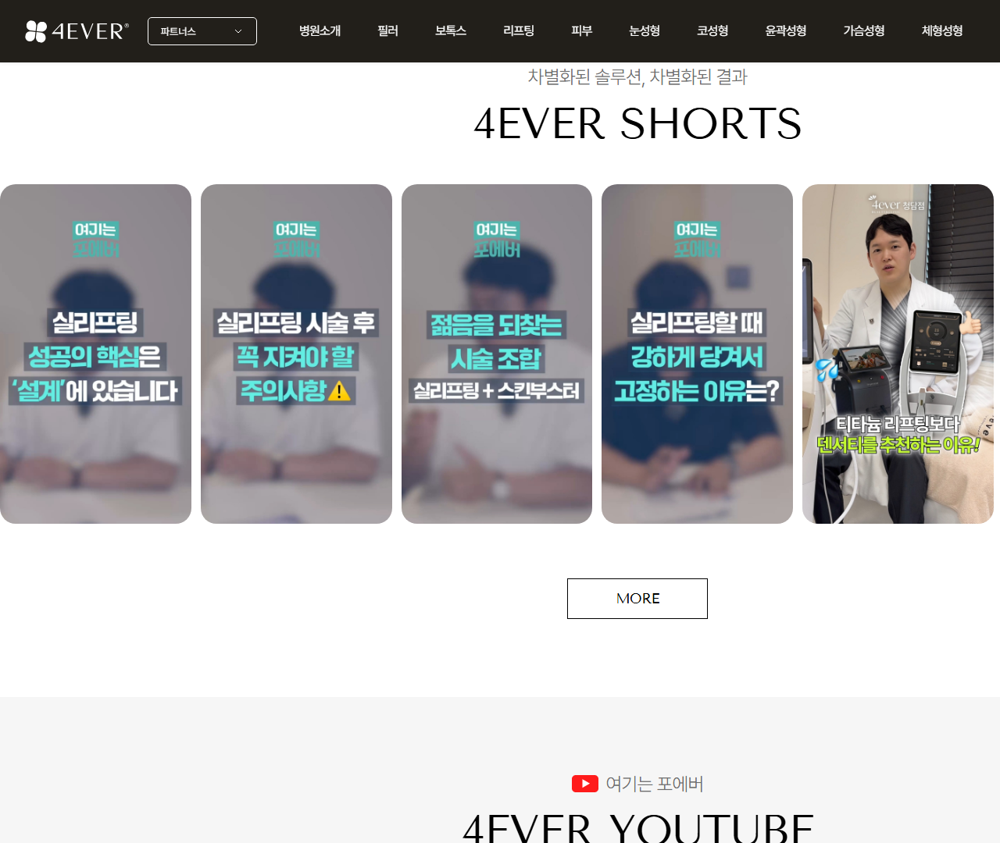 4EVER®
파트너스
병원소개
필러
보톡스
리프팅
피부
눈성형
코성형
윤곽성형
가슴성형
체형성형
차별화된 솔루션, 차별화된 결과
4EVER SHORTS
여기는
포에버
실리프팅
성공의 핵심은
'설계'에 있습니다
여기는
포에버
실리프팅 시술 후
꼭 지켜야 할
주의사항
여기는
포에버
젊음을 되찾는
시술 조합
실리프팅 + 스킨부스터
여기는
포에버
실리프팅할 때
강하게 당겨서
고정하는 이유는?
4ever 청담점
티타늄 리프팅보다
덴서티를 추천하는 이유!
MORE
여기는 포에버
4EVER YOUTUBE